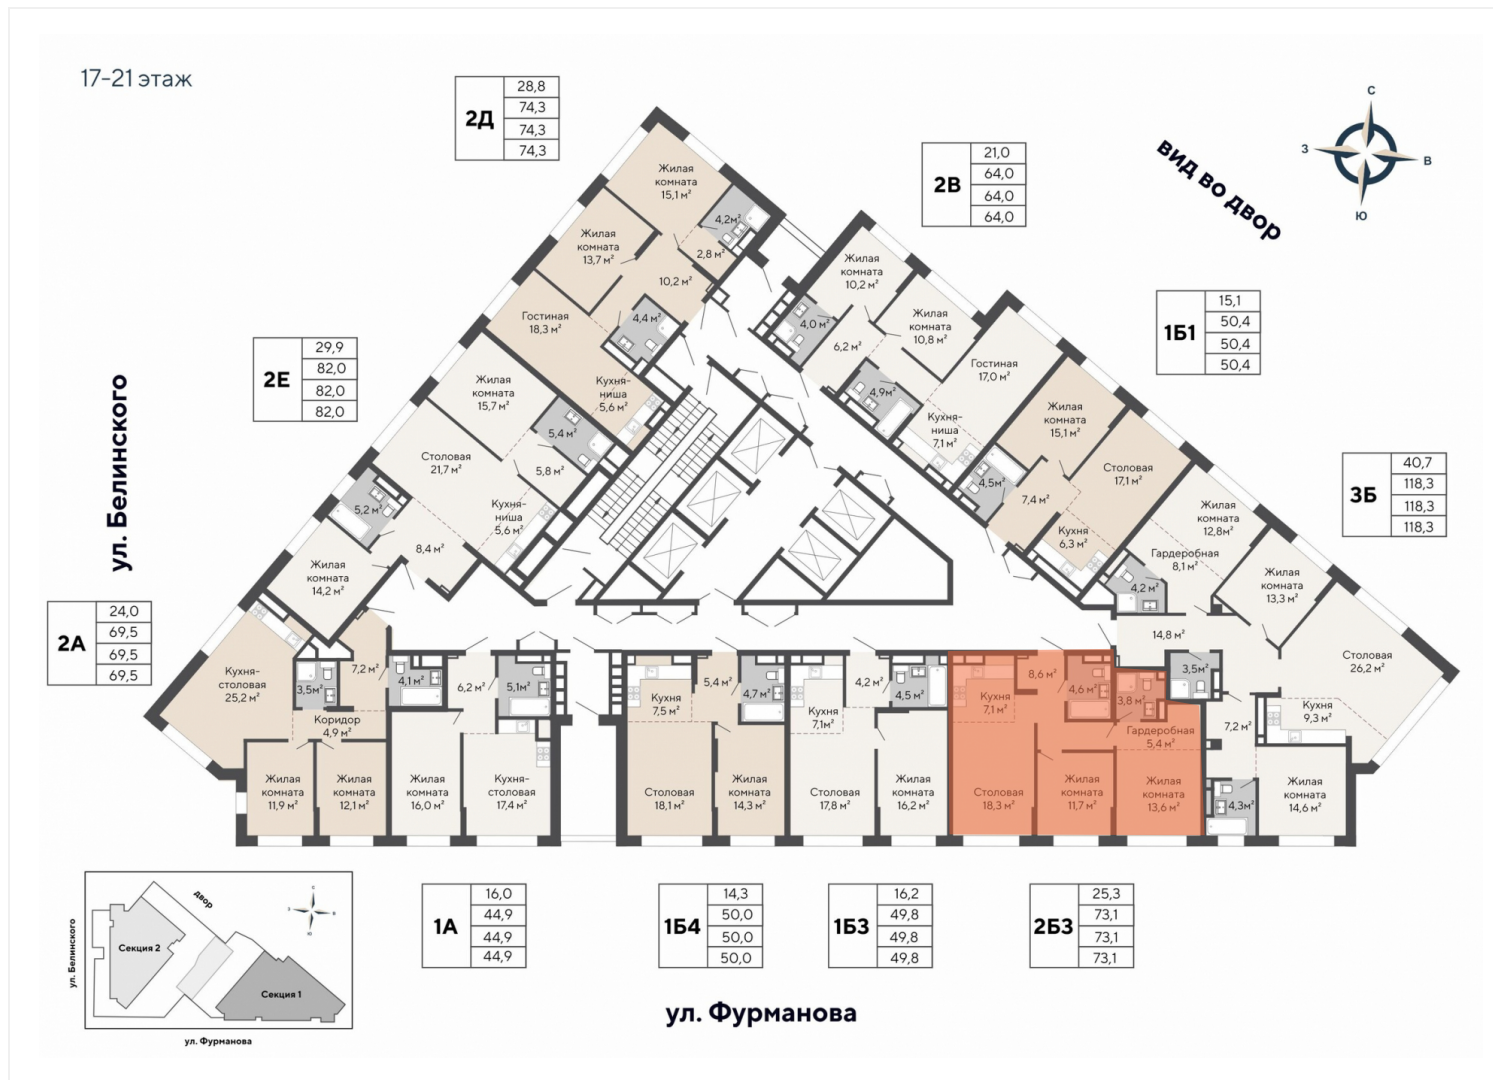 17-21 этаж
2Д
28,8
74,3
74,3
74,3
2В
21,0
64,0
64,0
64,0
вид во двор
С
З
В
Ю
1Б1
15,1
50,4
50,4
50,4
2Е
29,9
82,0
82,0
82,0
ул. Белинского
3Б
40,7
118,3
118,3
118,3
2А
24,0
69,5
69,5
69,5
Жилая
комната
15,1 м²
4,2м²
2,8 м²
Жилая
комната
13,7 м²
10,2 м²
Гостиная
18,3 м²
4,4 м²
Кухня-
ниша
5,6 м²
Жилая
комната
15,7 м²
5,4 м²
Столовая
21,7 м²
5,8 м²
Кухня-
ниша
5,6 м²
5,2 м²
8,4 м²
Жилая
комната
14,2 м²
Жилая
комната
10,2 м²
4,0 м²
6,2 м²
Жилая
комната
10,8 м²
Гостиная
17,0 м²
4,9м²
Кухня-
ниша
7,1 м²
Жилая
комната
15,1 м²
4,5м²
7,4 м²
Столовая
17,1 м²
Кухня
6,3 м²
Жилая
комната
12,8м²
Гардеробная
8,1 м²
4,2 м²
Жилая
комната
13,3 м²
14,8 м²
3,5м²
Столовая
26,2 м²
Кухня
9,3 м²
7,2 м²
4,3м²
Жилая
комната
14,6 м²
Кухня-
столовая
25,2 м²
3,5м²
7,2 м²
Коридор
4,9 м²
Жилая
комната
11,9 м²
Жилая
комната
12,1 м²
4,1 м²
6,2 м²
5,1м²
Жилая
комната
16,0 м²
Кухня-
столовая
17,4 м²
Кухня
7,5 м²
5,4 м²
4,7 м²
Столовая
18,1 м²
Жилая
комната
14,3 м²
Кухня
7,1м²
4,2 м²
4,5 м²
Столовая
17,8 м²
Жилая
комната
16,2 м²
Кухня
7,1 м²
8,6 м²
4,6 м²
3,8 м²
Гардеробная
5,4 м²
Столовая
18,3 м²
Жилая
комната
11,7 м²
Жилая
комната
13,6 м²
1А
16,0
44,9
44,9
44,9
1Б4
14,3
50,0
50,0
50,0
1Б3
16,2
49,8
49,8
49,8
2Б3
25,3
73,1
73,1
73,1
ул. Фурманова
ул. Белинского
двор
Секция 2
Секция 1
с
з
в
ю
ул. Фурманова